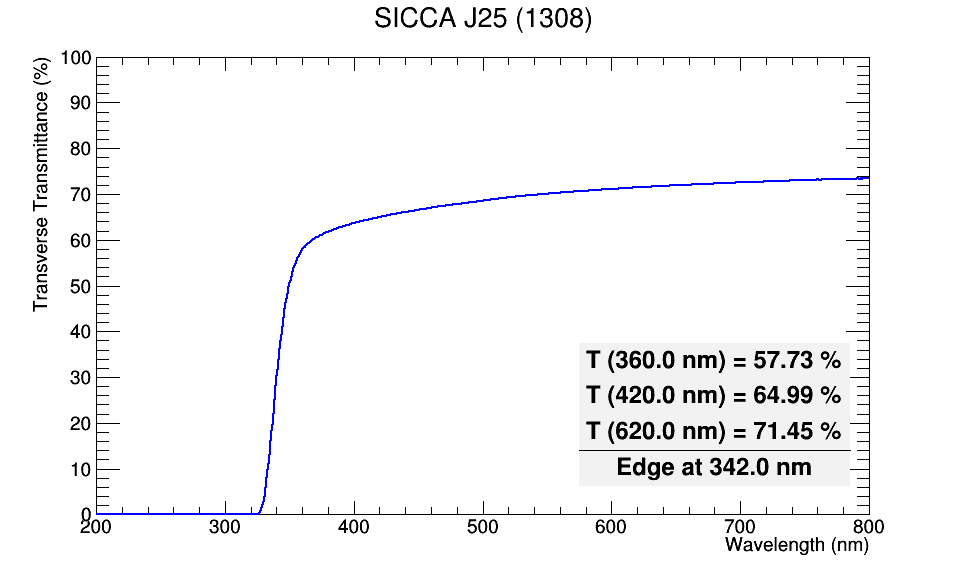 SICCA J25 (1308)
Transverse Transmittance (%)
100
90
80
70
60
50
40
30
20
10
0
T (360.0 nm) = 57.73 %
T (420.0 nm) = 64.99 %
T (620.0 nm) = 71.45 %
Edge at 342.0 nm
200 300 400 500 600 700 800
Wavelength (nm)